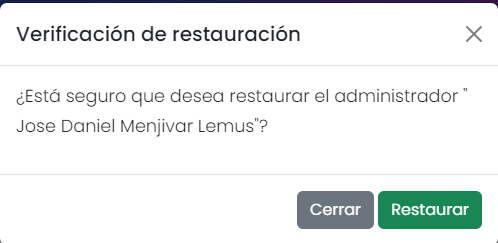 Verificación de restauración
¿Está seguro que desea restaurar el administrador "
Jose Daniel Menjivar Lemus"?
Cerrar
Restaurar